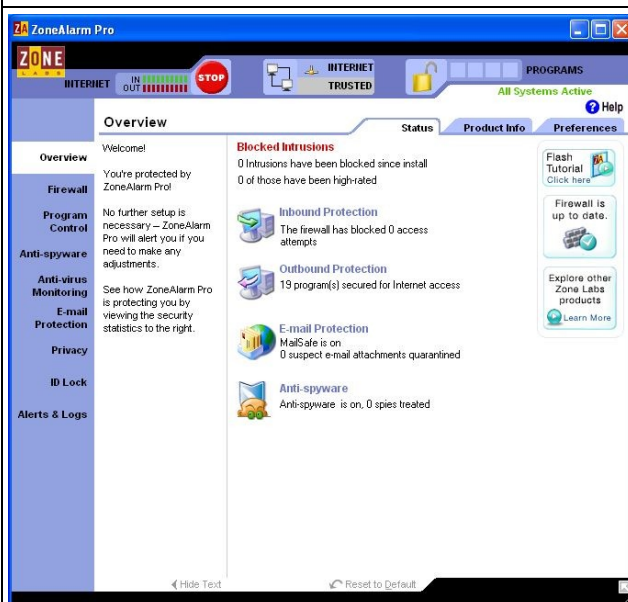 ZA ZoneAlarm Pro
ZONE
LABS
INTERNET
IN
OUT
STOP
INTERNET
TRUSTED
PROGRAMS
All Systems Active
Help
Overview
Status
Product Info
Preferences
Overview
Firewall
Program
Control
Anti-spyware
Anti-virus
Monitoring
E-mail
Protection
Privacy
ID Lock
Alerts & Logs
Welcome!
You're protected by
ZoneAlarm Pro!
No further setup is
necessary – ZoneAlarm
Pro will alert you if you
need to make any
adjustments.
See how ZoneAlarm Pro
is protecting you by
viewing the security
statistics to the right.
Blocked Intrusions
0 Intrusions have been blocked since install
0 of those have been high-rated
Inbound Protection
The firewall has blocked 0 access
attempts
Outbound Protection
19 program(s) secured for Internet access
E-mail Protection
MailSafe is on
0 suspect e-mail attachments quarantined
Anti-spyware
Anti-spyware is on, 0 spies treated
Flash
Tutorial
Click here
Firewall is
up to date.
Explore other
Zone Labs
products
Learn More
Hide Text
Reset to Default